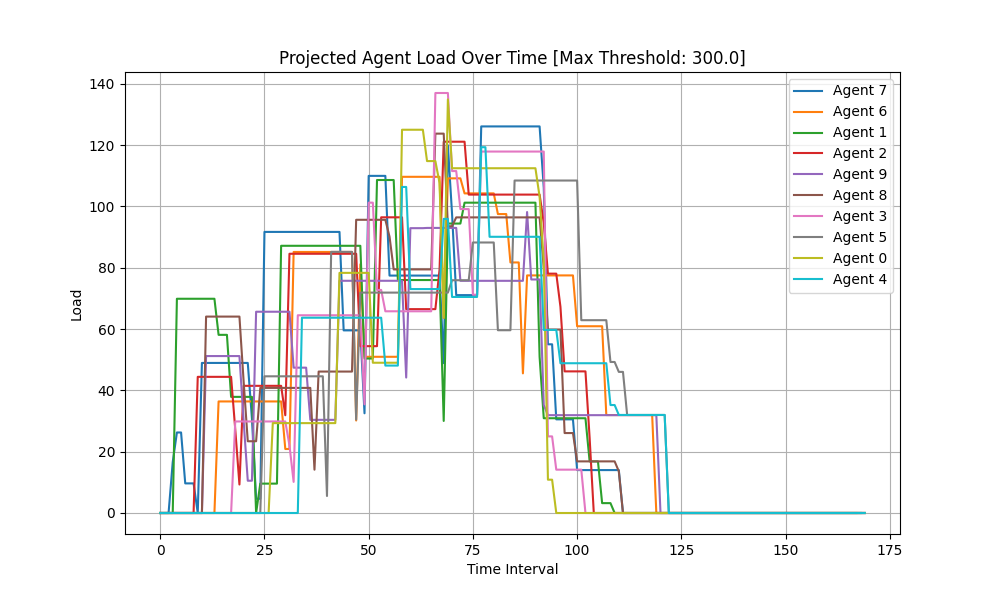 Projected Agent Load Over Time [Max Threshold: 300.0]
Load
140
120
100
80
60
40
20
0
Agent 7
Agent 6
Agent 1
Agent 2
Agent 9
Agent 8
Agent 3
Agent 5
Agent 0
Agent 4
0 25 50 75 100 125 150 175
Time Interval